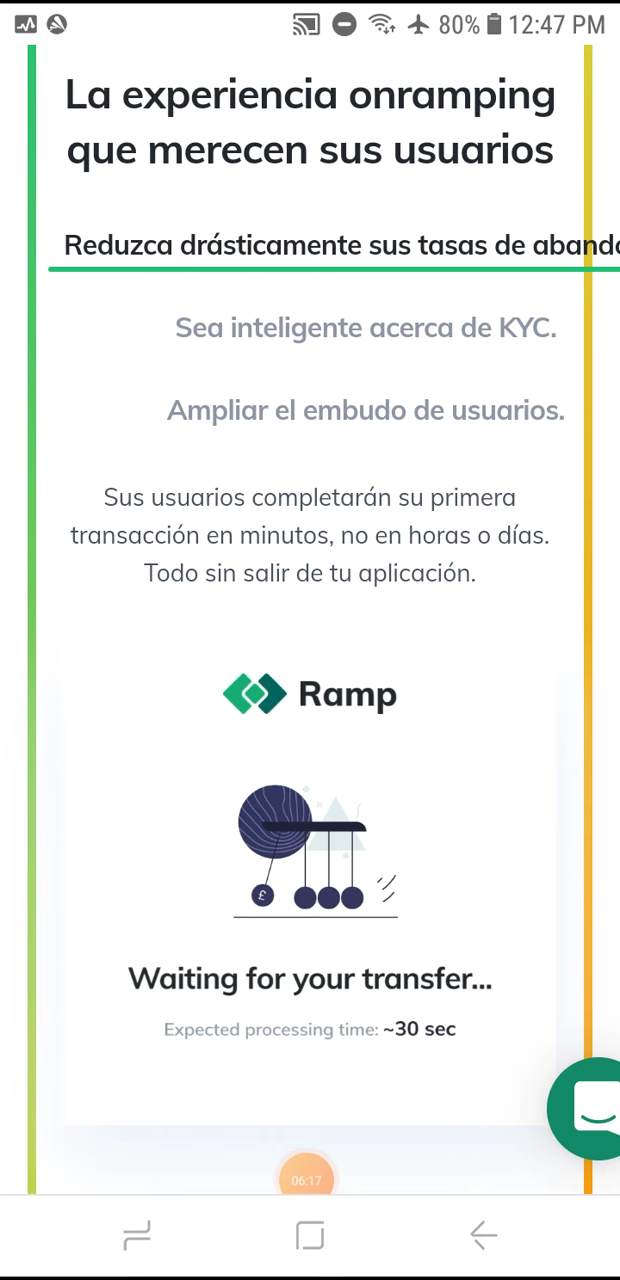 80% 12:47 PM
La experiencia onramping
que merecen sus usuarios
Reduzca drásticamente sus tasas de aband
Sea inteligente acerca de KYC.
Ampliar el embudo de usuarios.
Sus usuarios completarán su primera
transacción en minutos, no en horas o días.
Todo sin salir de tu aplicación.
Ramp
£
Waiting for your transfer...
Expected processing time: ~30 sec
06:17